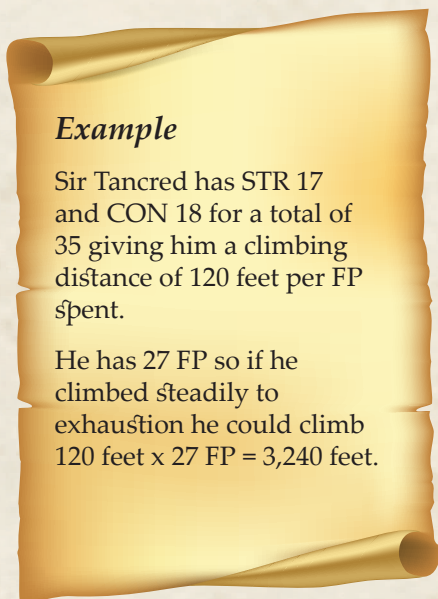 Example
Sir Tancred has STR 17
and CON 18 for a total of
35 giving him a climbing
distance of 120 feet per FP
spent.
He has 27 FP so if he
climbed steadily to
exhaustion he could climb
120 feet x 27 FP = 3,240 feet.